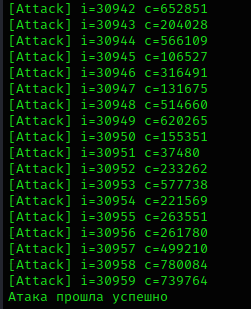 [Attack] i=30942 c=652851
[Attack] i=30943 c=204028
[Attack] i=30944 c=566109
[Attack] i=30945 c=106527
[Attack] i=30946 c=316491
[Attack] i=30947 c=131675
[Attack] i=30948 c=514660
[Attack] i=30949 c=620265
[Attack] i=30950 c=155351
[Attack] i=30951 c=37480
[Attack] i=30952 c=233262
[Attack] i=30953 c=577738
[Attack] i=30954 c=221569
[Attack] i=30955 c=263551
[Attack] i=30956 c=261780
[Attack] i=30957 c=499210
[Attack] i=30958 c=780084
[Attack] i=30959 c=739764
Атака прошла успешно